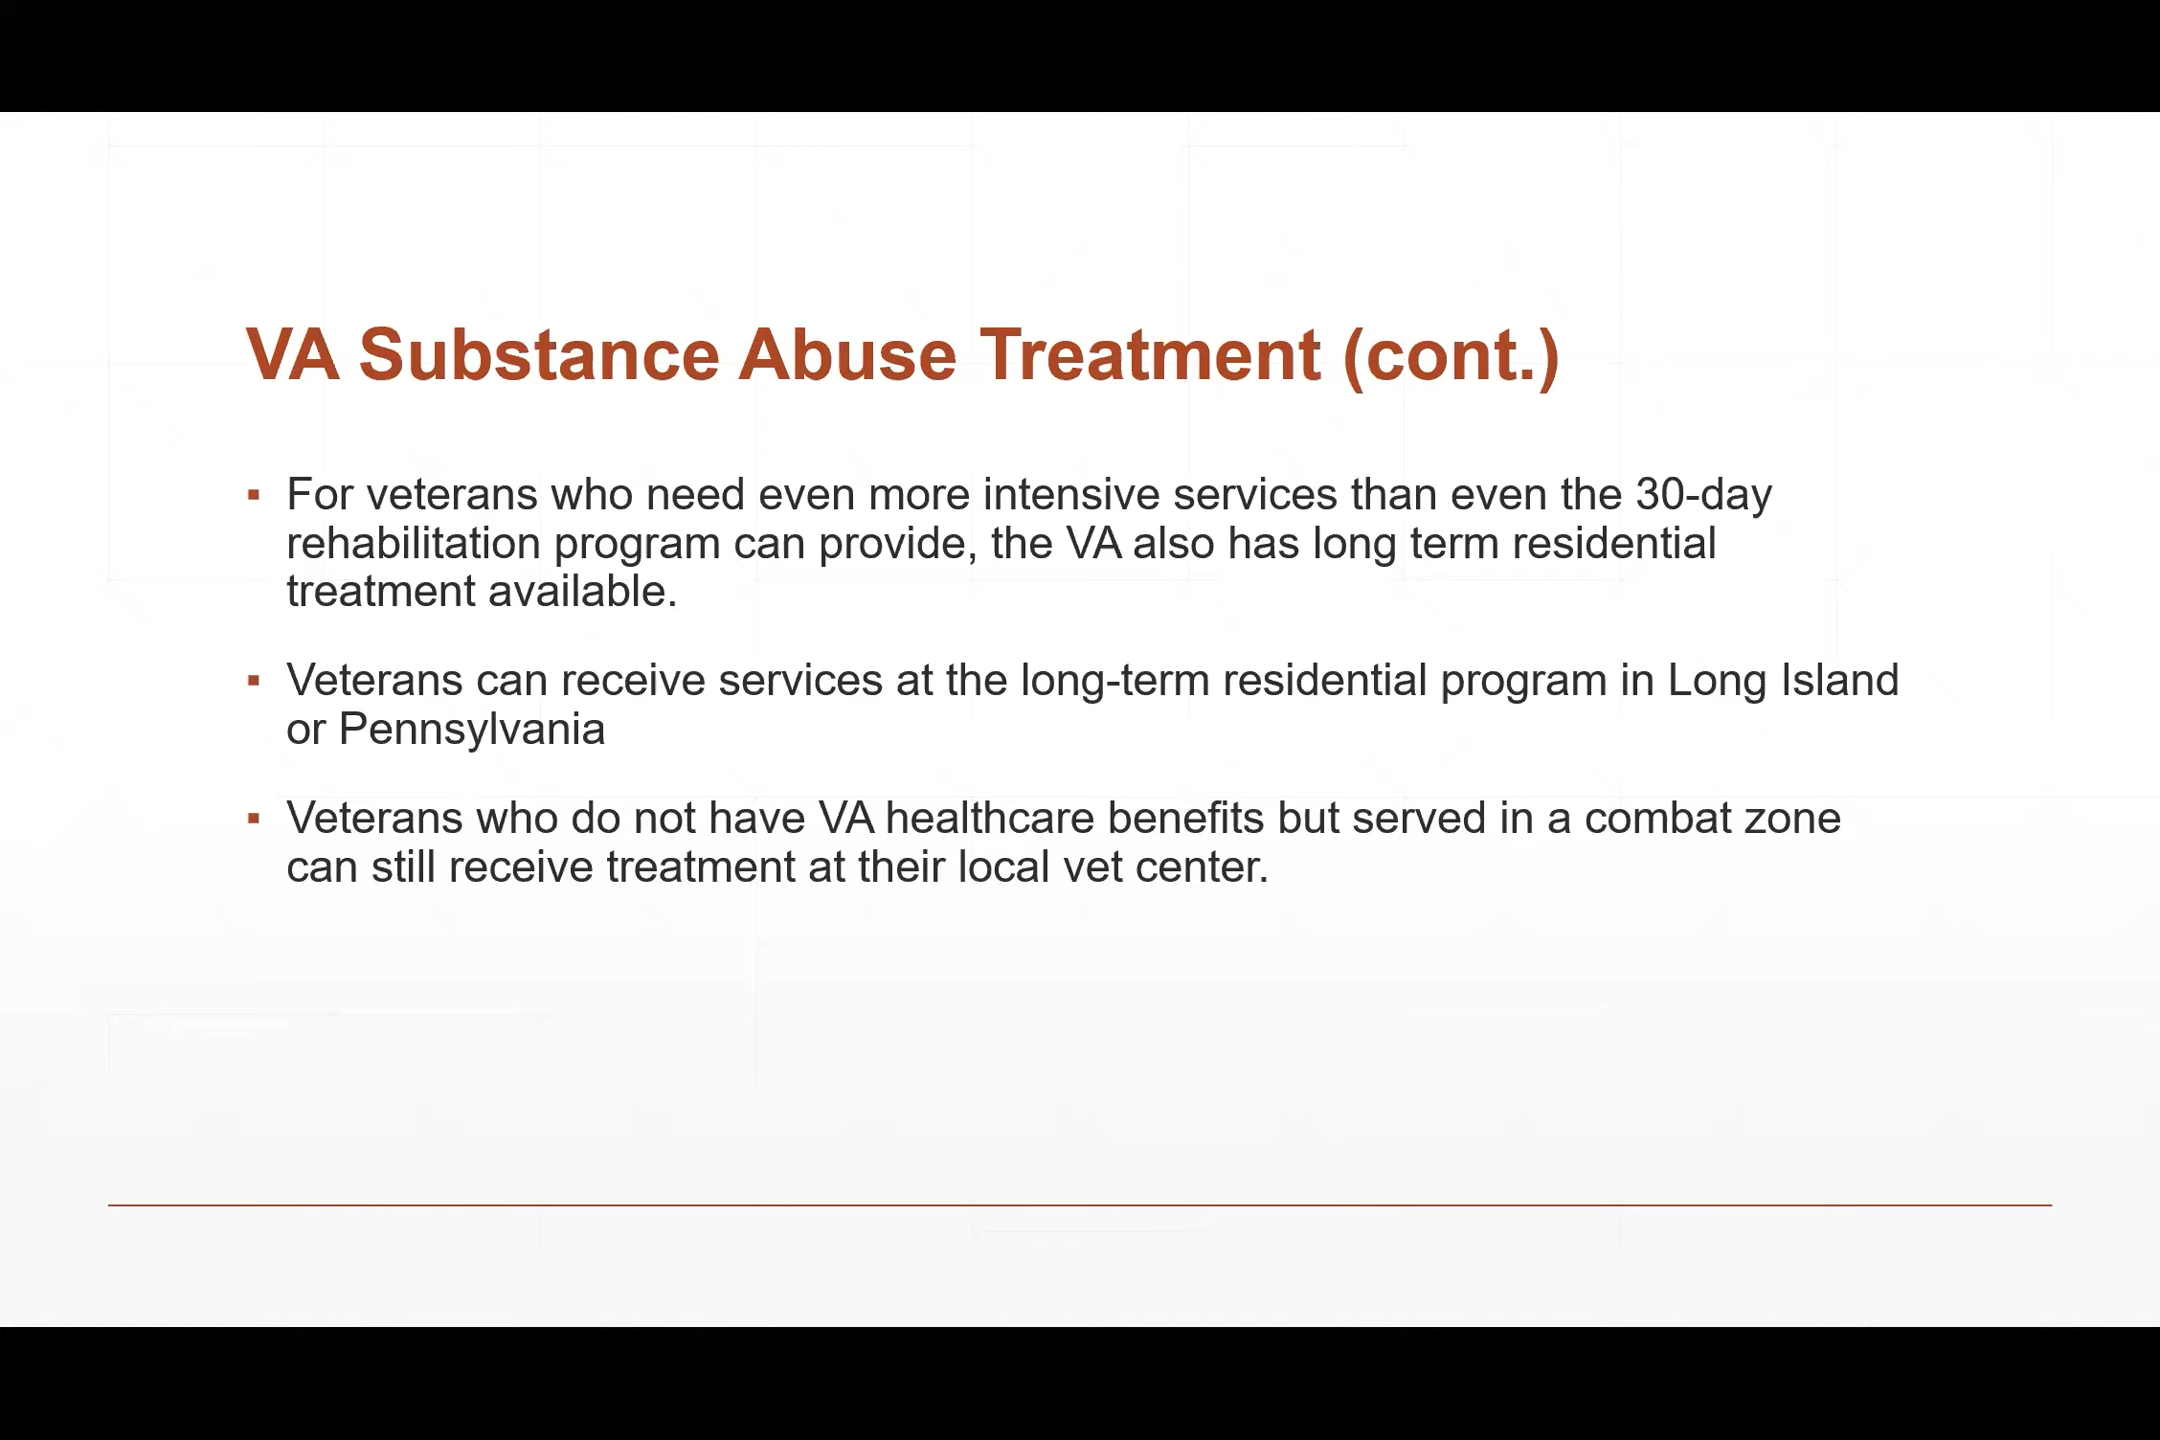 VA Substance Abuse Treatment (cont.)
▪ For veterans who need even more intensive services than even the 30-day
rehabilitation program can provide, the VA also has long term residential
treatment available.
▪ Veterans can receive services at the long-term residential program in Long Island
or Pennsylvania
▪ Veterans who do not have VA healthcare benefits but served in a combat zone
can still receive treatment at their local vet center.